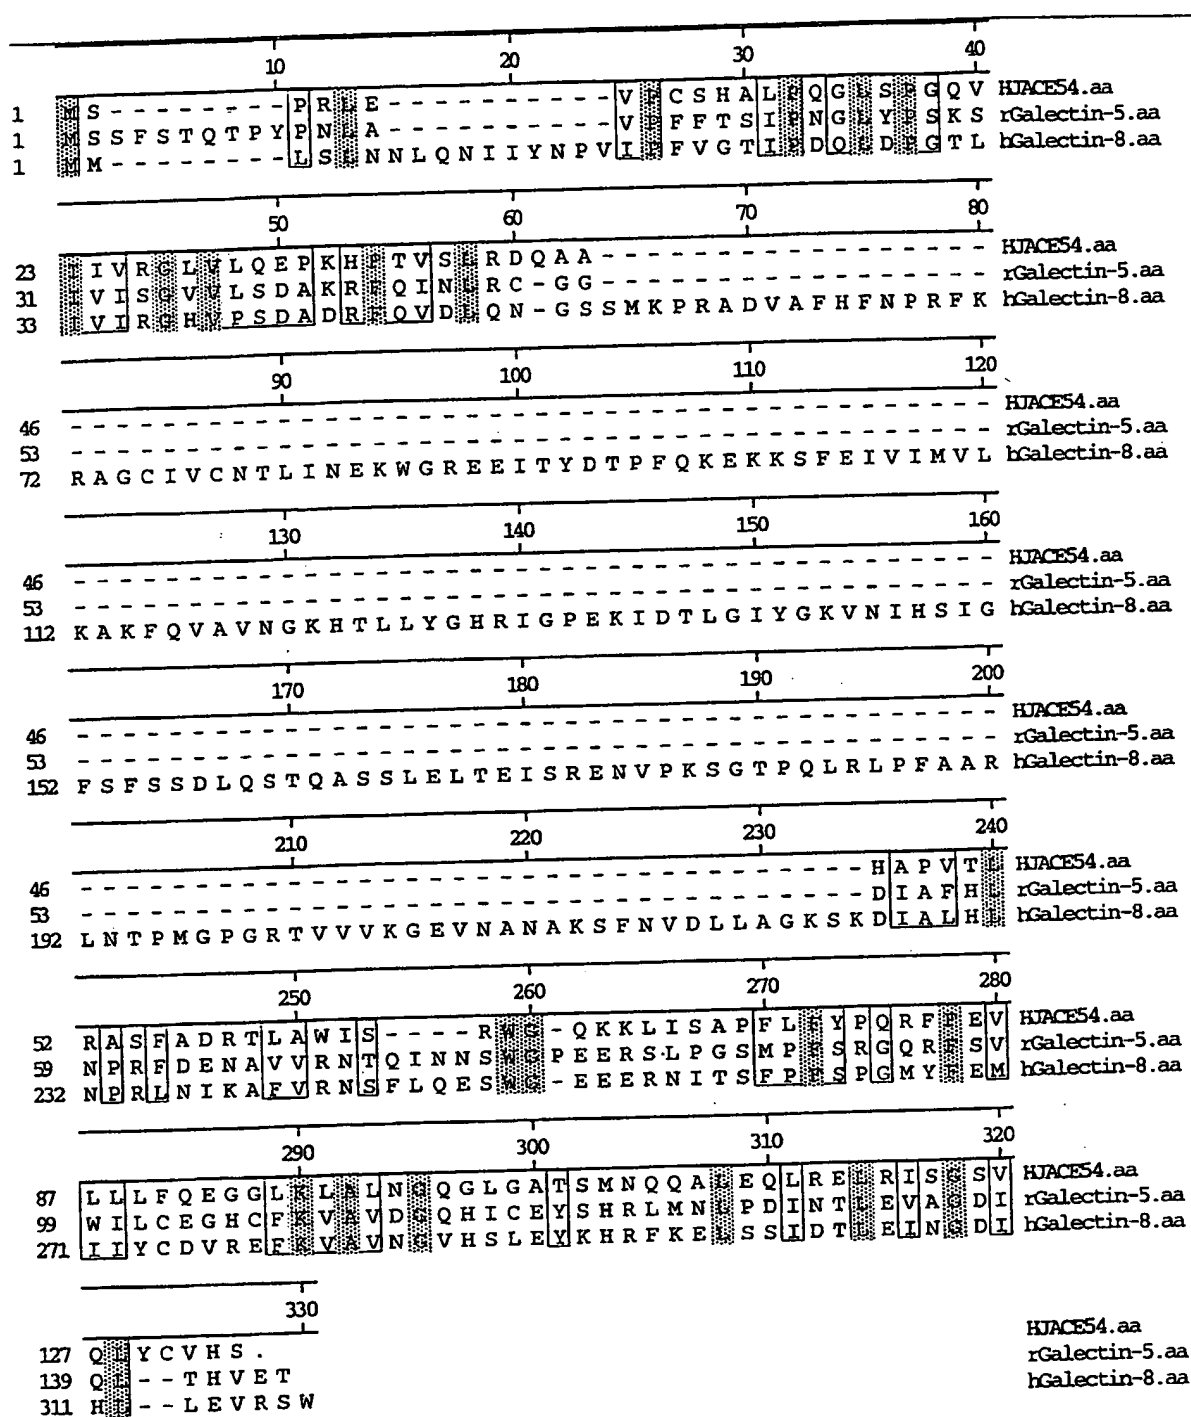 10 20 30 40
1 M S - - - - - - - - P R L E - - - - - - - - - - V P C S H A L P Q G L S P G Q V HJACE54.aa
1 M S S F S T Q T P Y P N L A - - - - - - - - - - V P F F T S I P N G L Y P S K S rGalectin-5.aa
1 M M - - - - - - - - L S L N N L Q N I I Y N P V I P F V G T I P D Q L D P G T L hGalectin-8.aa
50 60 70 80
23 I I V R G L V L Q E P K H F T V S L R D Q A A - - - - - - - - - - - - - - - - - HJACE54.aa
31 I V I S G V V L S D A K R F Q I N L R C - G G - - - - - - - - - - - - - - - - - rGalectin-5.aa
33 I V I R G H V P S D A D R F Q V D L Q N - G S S M K P R A D V A F H F N P R F K hGalectin-8.aa
90 100 110 120
46 - - - - - - - - - - - - - - - - - - - - - - - - - - - - - - - - - - - - - - - - HJACE54.aa
53 - - - - - - - - - - - - - - - - - - - - - - - - - - - - - - - - - - - - - - - - rGalectin-5.aa
72 R A G C I V C N T L I N E K W G R E E I T Y D T P F Q K E K K S F E I V I M V L hGalectin-8.aa
130 140 150 160
46 - - - - - - - - - - - - - - - - - - - - - - - - - - - - - - - - - - - - - - - - HJACE54.aa
53 - - - - - - - - - - - - - - - - - - - - - - - - - - - - - - - - - - - - - - - - rGalectin-5.aa
112 K A K F Q V A V N G K H T L L Y G H R I G P E K I D T L G I Y G K V N I H S I G hGalectin-8.aa
170 180 190 200
46 - - - - - - - - - - - - - - - - - - - - - - - - - - - - - - - - - - - - - - - - HJACE54.aa
53 - - - - - - - - - - - - - - - - - - - - - - - - - - - - - - - - - - - - - - - - rGalectin-5.aa
152 F S F S S D L Q S T Q A S S L E L T E I S R E N V P K S G T P Q L R L P F A A R hGalectin-8.aa
210 220 230 240
46 - - - - - - - - - - - - - - - - - - - - - - - - - - - - - - - - - - H A P V T L HJACE54.aa
53 - - - - - - - - - - - - - - - - - - - - - - - - - - - - - - - - - - D I A F H L rGalectin-5.aa
192 L N T P M G P G R T V V V K G E V N A N A K S F N V D L L A G K S K D I A L H L hGalectin-8.aa
250 260 270 280
52 R A S F A D R T L A W I S - - - - R W G - Q K K L I S A P F L F Y P Q R F F E V HJACE54.aa
59 N P R F D E N A V V R N T Q I N N S W G P E E R S - L P G S M P F S R G Q R F S V rGalectin-5.aa
232 N P R L N I K A F V R N S F L Q E S W G - E E E R N I T S F P F S P G M Y F E M hGalectin-8.aa
290 300 310 320
87 L L L F Q E G G L K L A L N G Q G L G A T S M N Q Q A L E Q L R E L R I S G S V HJACE54.aa
99 W I L C E G H C F K V A V D G Q H I C E Y S H R L M N L P D I N T L E V A G D I rGalectin-5.aa
271 I I Y C D V R E F K V A V N G V H S L E Y K H R F K E L S S I D T L E I N G D I hGalectin-8.aa
330
127 Q L Y C V H S . HJACE54.aa
139 Q L - - T H V E T rGalectin-5.aa
311 H L - - L E V R S W hGalectin-8.aa